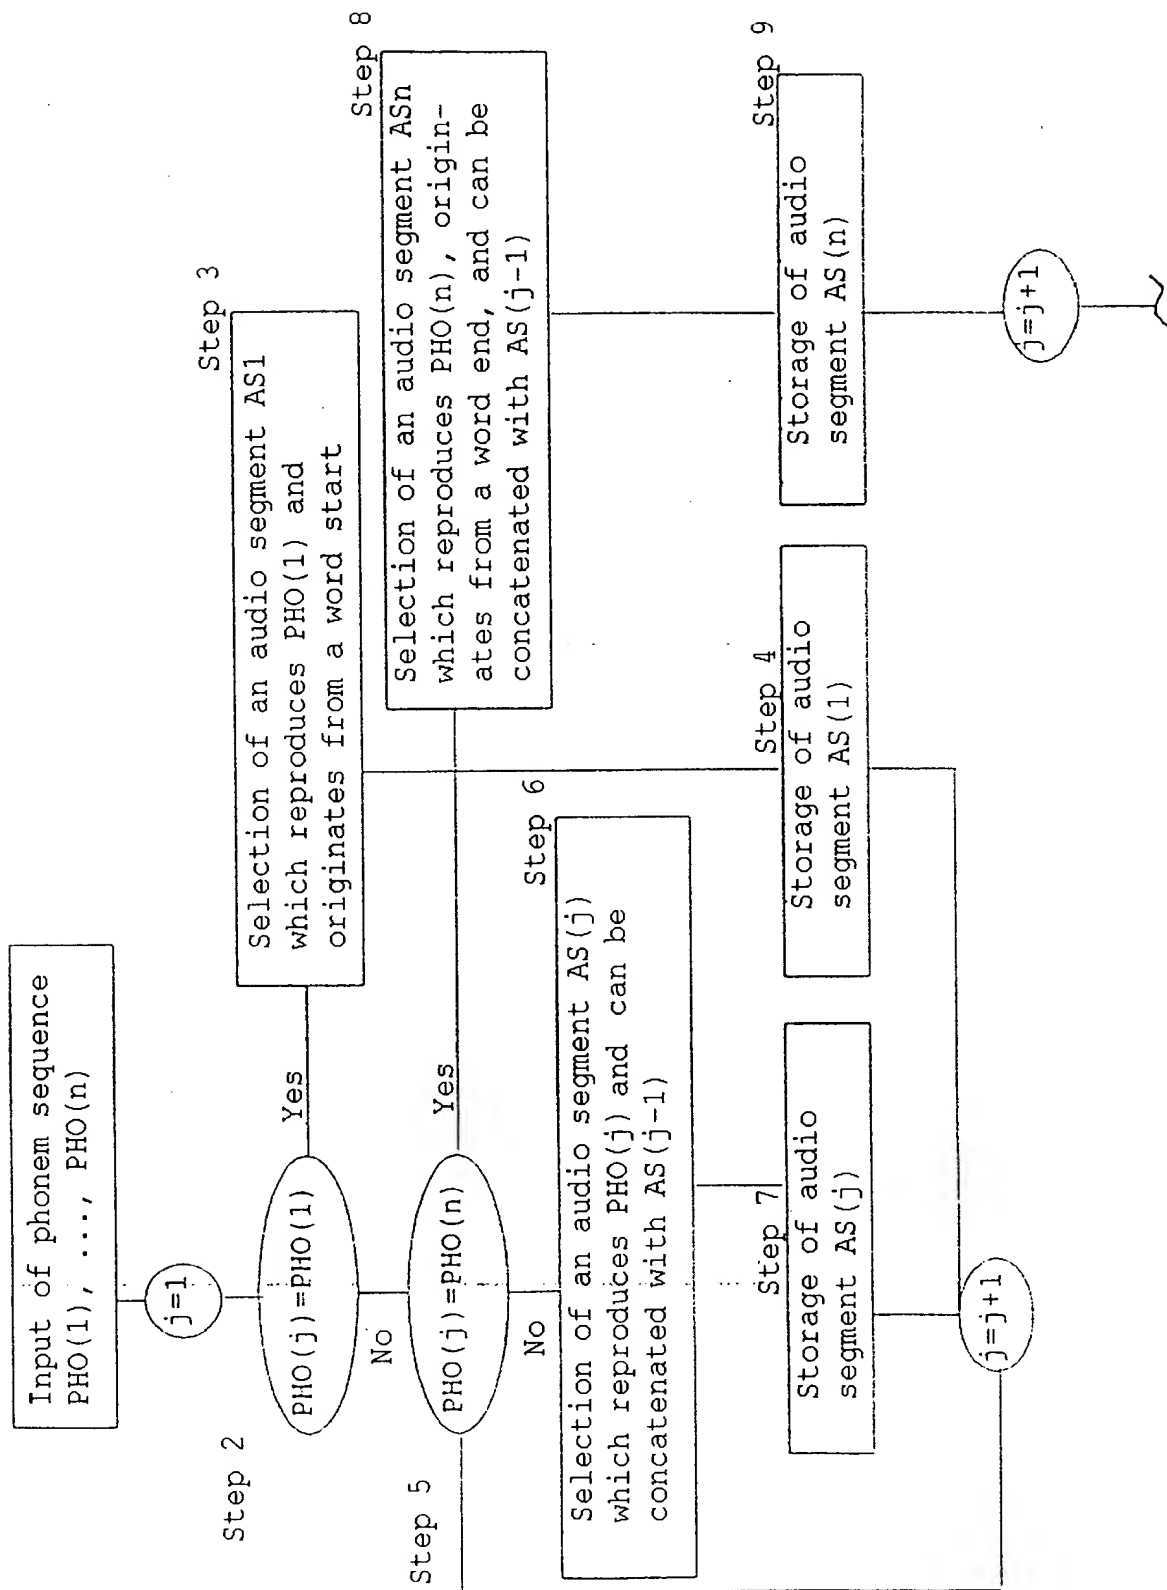 Input of phonem sequence
PHO(1), ..., PHO(n)
j=1
Step 2
PHO(j)=PHO(1)
Yes
No
Step 3
Selection of an audio segment AS1
which reproduces PHO(1) and
originates from a word start
Step 5
PHO(j)=PHO(n)
Yes
No
Step 8
Selection of an audio segment ASn
which reproduces PHO(n), origin-
ates from a word end, and can be
concatenated with AS(j-1)
Step 6
Selection of an audio segment AS(j)
which reproduces PHO(j) and can be
concatenated with AS(j-1)
Step 7
Storage of audio
segment AS(j)
Step 4
Storage of audio
segment AS(1)
Step 9
Storage of audio
segment AS(n)
j=j+1
j=j+1